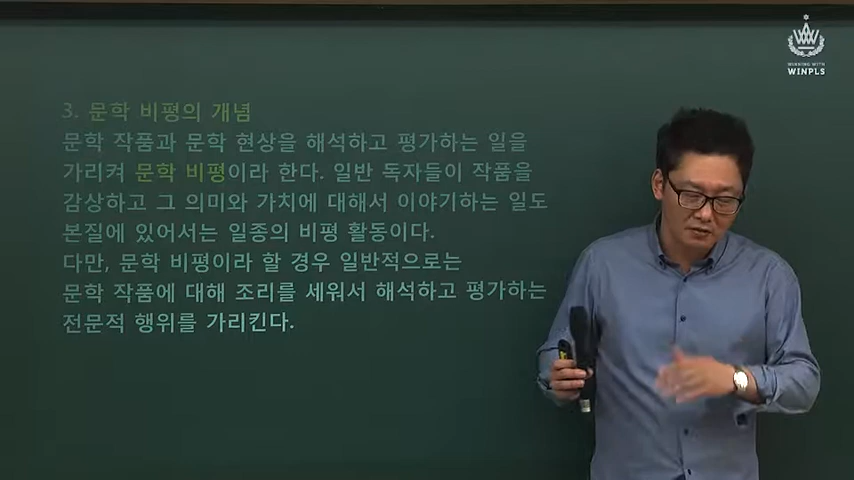 WINNING WITH
WINPLS
3. 문학 비평의 개념
문학 작품과 문학 현상을 해석하고 평가하는 일을
가리켜 문학 비평이라 한다. 일반 독자들이 작품을
감상하고 그 의미와 가치에 대해서 이야기하는 일도
본질에 있어서는 일종의 비평 활동이다.
다만, 문학 비평이라 할 경우 일반적으로는
문학 작품에 대해 조리를 세워서 해석하고 평가하는
전문적 행위를 가리킨다.